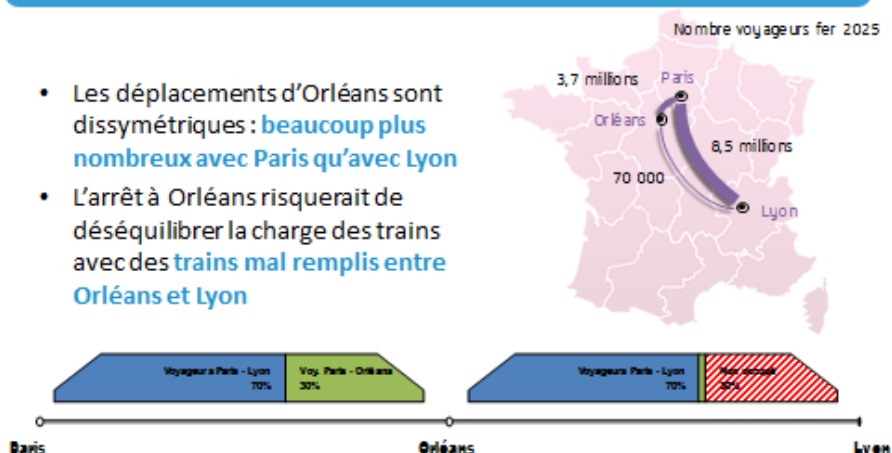 Nombre voyageurs fer 2025
• Les déplacements d'Orléans sont
dissymétriques : beaucoup plus
nombreux avec Paris qu'avec Lyon
• L'arrêt à Orléans risquerait de
déséquilibrer la charge des trains
avec des trains mal remplis entre
Orléans et Lyon
3,7 millions
Paris
Orléans
8,5 millions
70 000
Lyon
Voyageurs Paris - Lyon
70%
Voy. Paris - Orléans
30%
Voyageurs Paris - Lyon
70%
Non occupé
30%
Paris
Orléans
Lyon